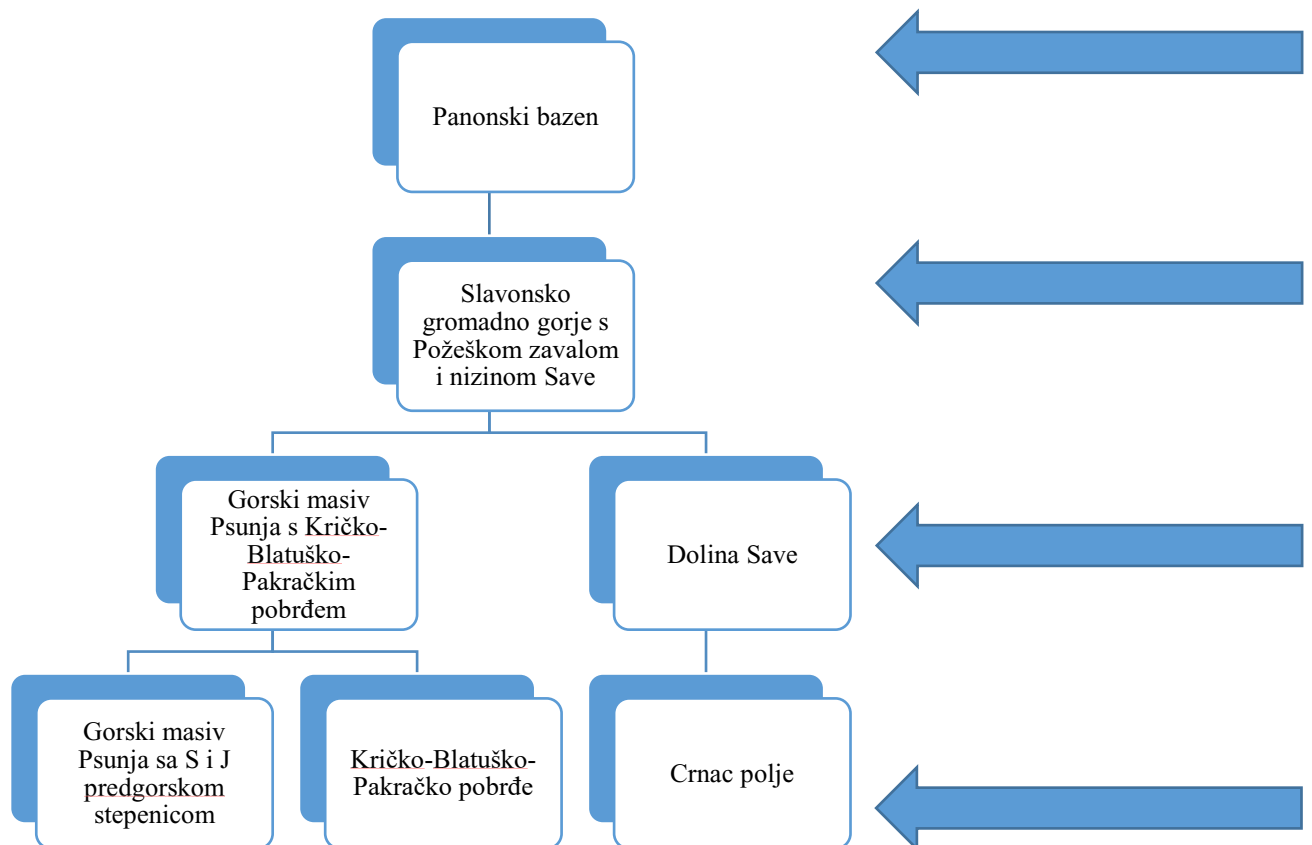 Panonski bazen
Slavonsko
gromadno gorje s
Požeškom zavalom
i nizinom Save
Gorski masiv
Psunja s Kričko-
Blatuško-
Pakračkim
pobrđem
Dolina Save
Gorski masiv
Psunja sa S i J
predgorskom
stepenicom
Kričko-Blatuško-
Pakračko pobrđe
Crnac polje